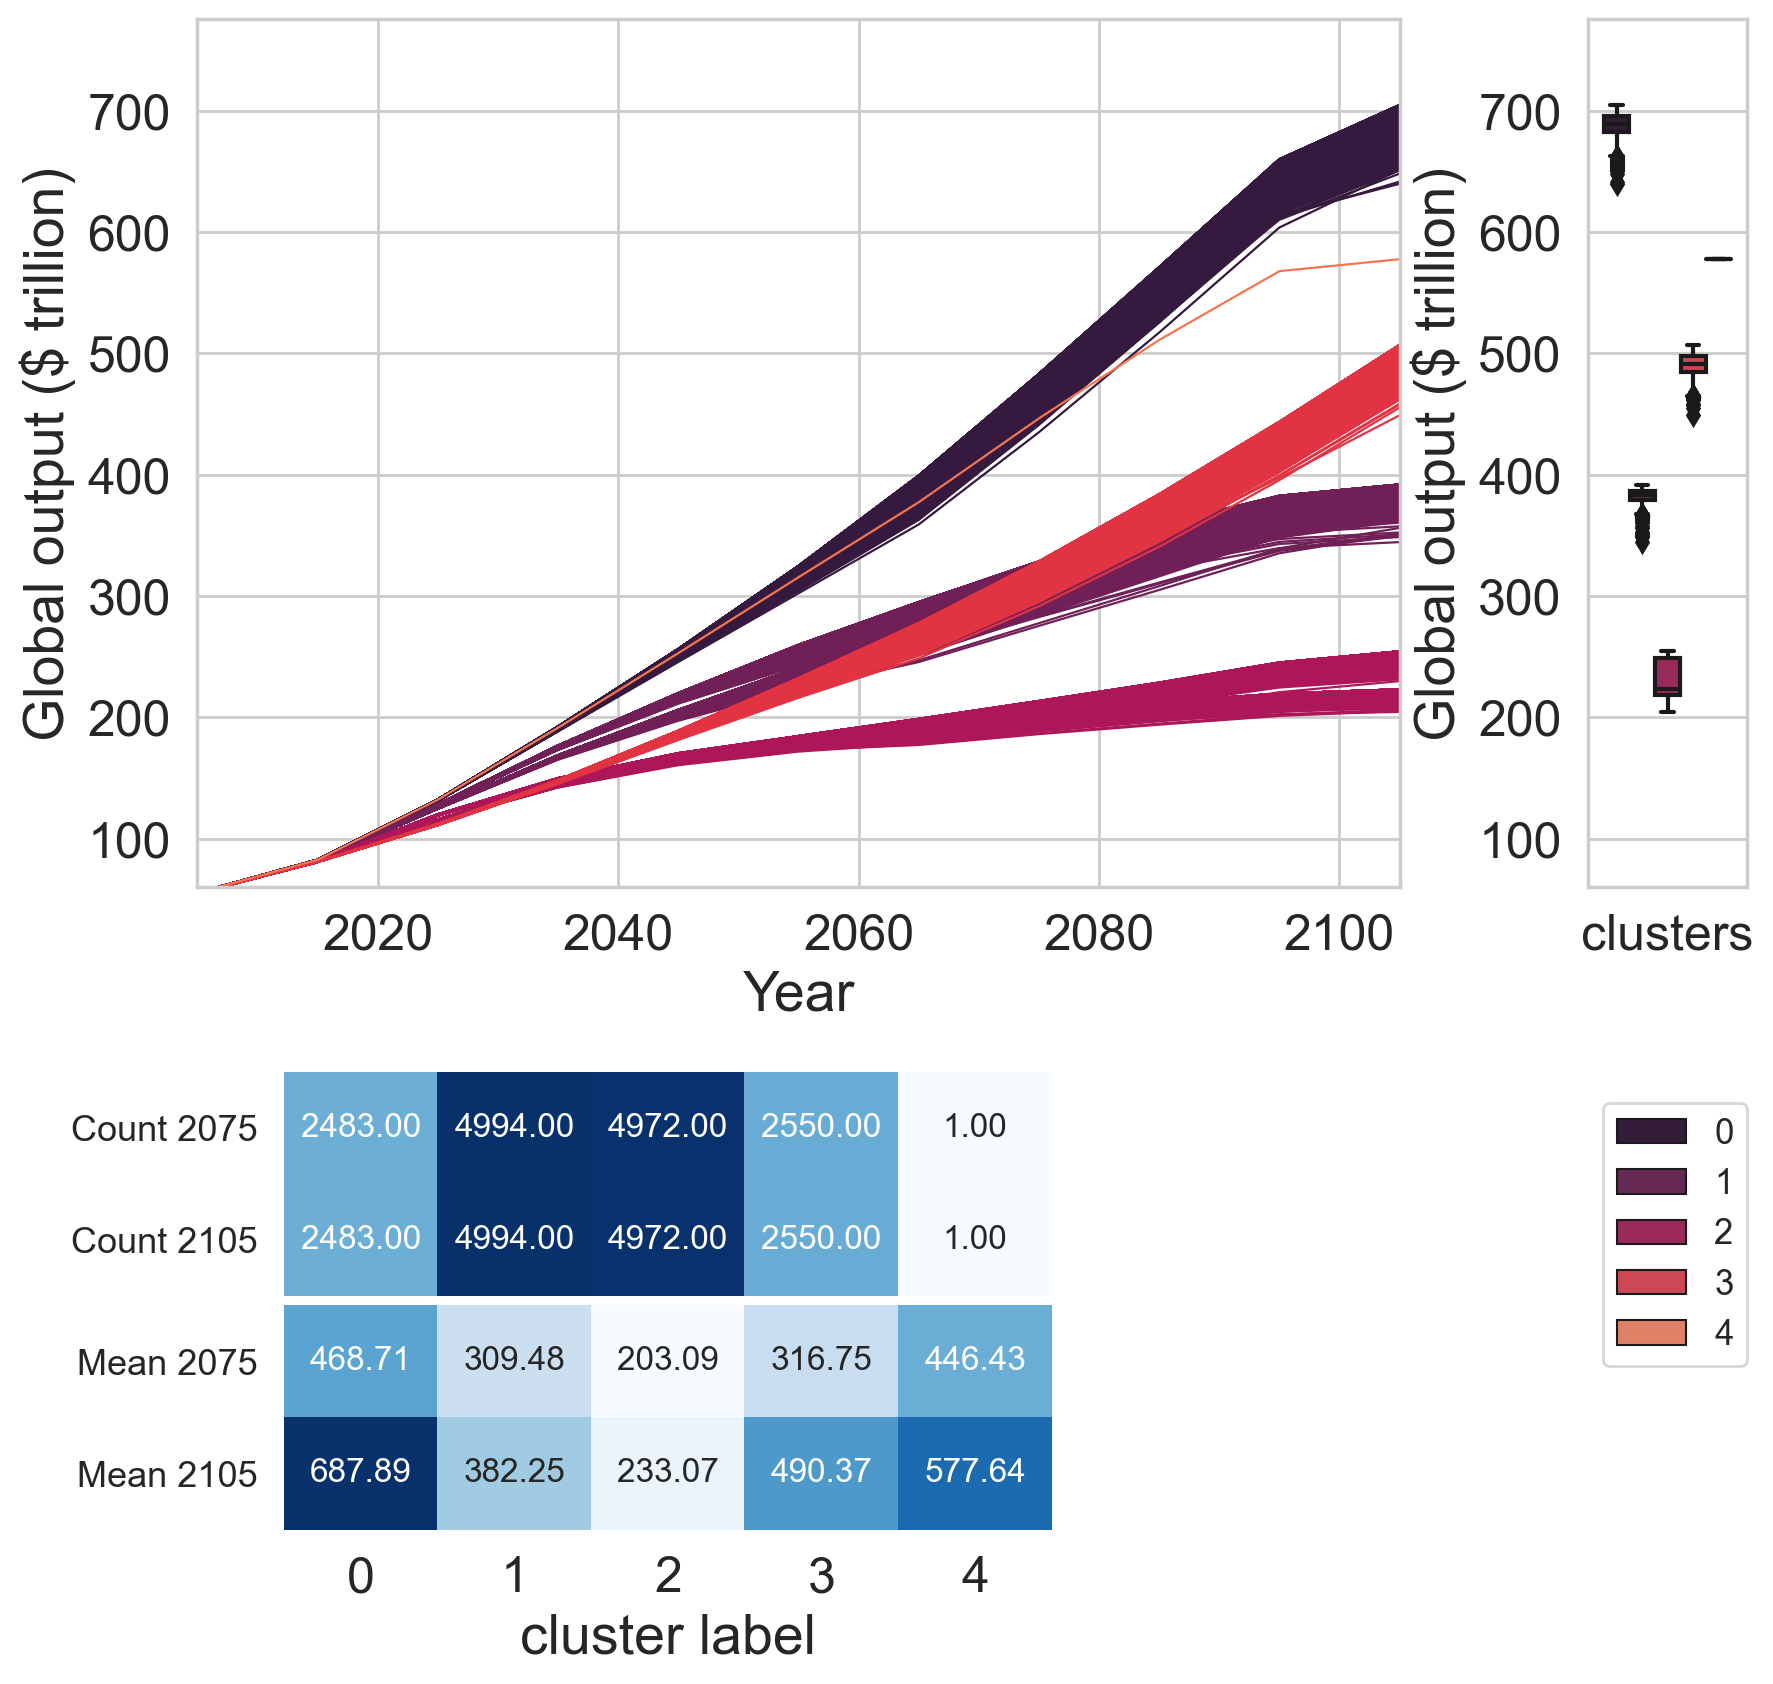 Global output ($ trillion)
700
600
500
400
300
200
100
2020 2040 2060 2080 2100
Year
Global output ($ trillion)
700
600
500
400
300
200
100
clusters
Count 2075 2483.00 4994.00 4972.00 2550.00 1.00
Count 2105 2483.00 4994.00 4972.00 2550.00 1.00
Mean 2075 468.71 309.48 203.09 316.75 446.43
Mean 2105 687.89 382.25 233.07 490.37 577.64
0 1 2 3 4
cluster label
0
1
2
3
4